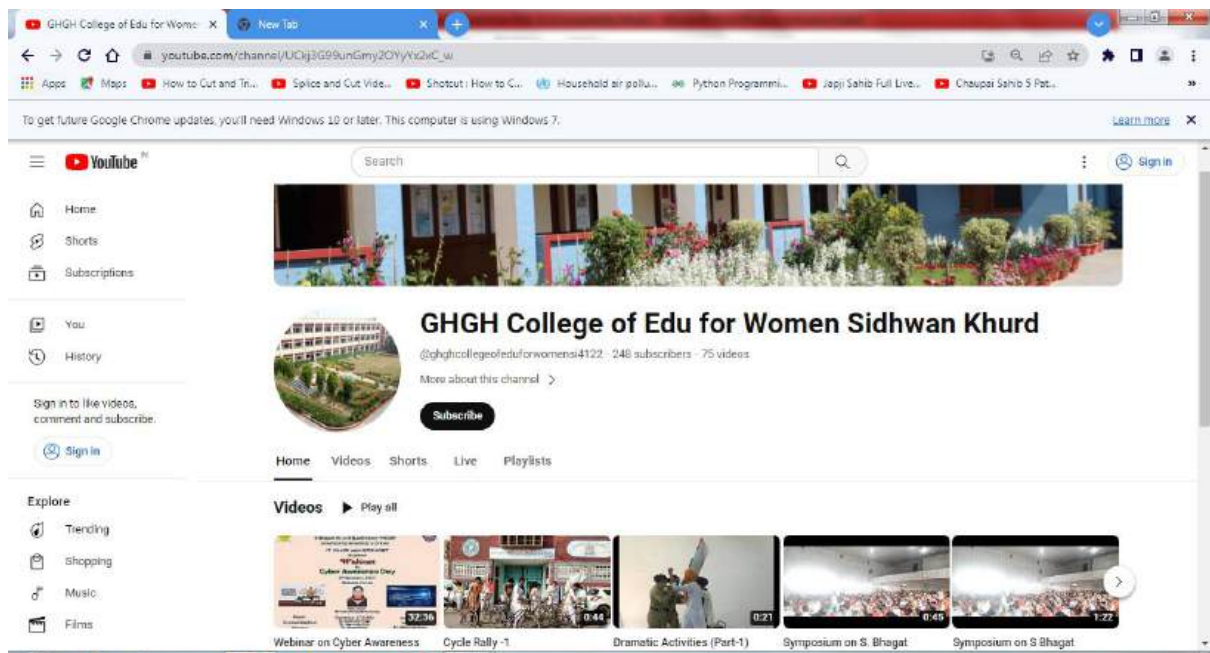 GHGH College of Edu for Wome
New Tab
youtube.com/channel/
Apps
Maps
How to Cut and Tri...
Splice and Cut Vide...
Shotcut : How to C...
Household air pollu...
Python Programmi...
Japji Sahib Full Live...
Chaupai Sahib 5 Pat...
To get future Google Chrome updates, you'll need Windows 10 or later. This computer is using Windows 7.
Learn more
YouTube IN
Search
Sign in
Home
Shorts
Subscriptions
You
History
Sign in to like videos,
comment and subscribe.
Sign in
Explore
Trending
Shopping
Music
Films
GHGH College of Edu for Women Sidhwan Khurd
@ghghcollegeofeduforwomensi4122 248 subscribers 75 videos
More about this channel
Subscribe
Home Videos Shorts Live Playlists
Videos Play all
Webinar
Cyber Awareness Day
32:36
0:44
0:21
0:45
1:22
Webinar on Cyber Awareness
Cycle Rally -1
Dramatic Activities (Part-1)
Symposium on S. Bhagat
Symposium on S Bhagat